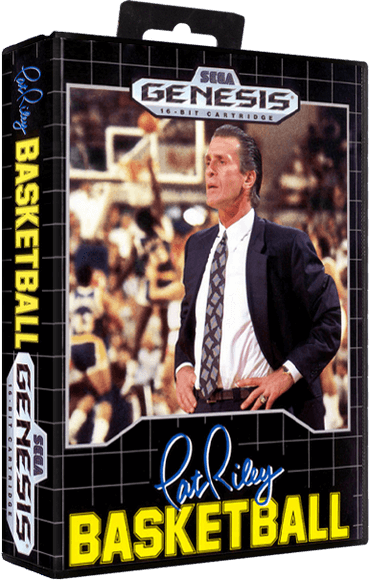 Pat Riley
BASKETBALL
SEGA
GENESIS
16-BIT CARTRIDGE
SEGA
GENESIS
16-BIT CARTRIDGE
Pat Riley
BASKETBALL